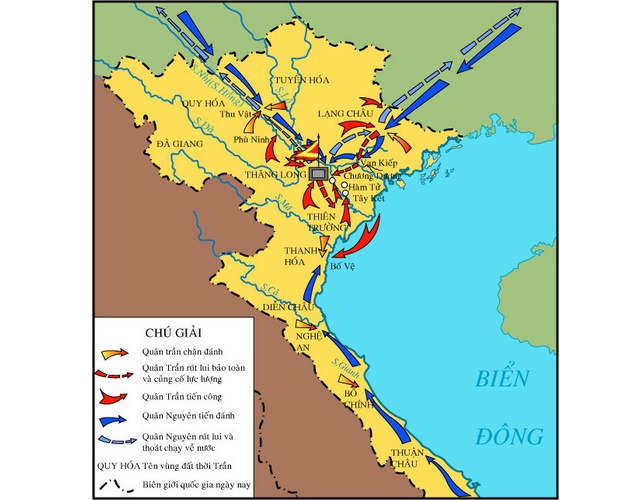 TUYÊN HÓA
S.Nhị(S.Hồng)
S.Lô
QUY HÓA
Thu Vật
LẠNG CHÂU
S.Đà
Phù Ninh
ĐÀ GIANG
Vạn Kiếp
THĂNG LONG
Chương Dương
Hàm Tử
Tây Kết
S.Mã
THIÊN
TRƯỜNG
THANH
HÓA
Bố Vệ
S.Cả
DIỄN CHÂU
NGHỆ
AN
S.Gianh
BỐ
CHÍNH
THUẬN
CHÂU
BIỂN
ĐÔNG
CHÚ GIẢI
Quân trần chặn đánh
Quân Trần rút lui bảo toàn
và củng cố lực lượng
Quân Trần tiến công
Quân Nguyên tiến đánh
Quân Nguyên rút lui và
thoát chạy về nước
QUY HÓA Tên vùng đất thời Trần
Biên giới quốc gia ngày nay